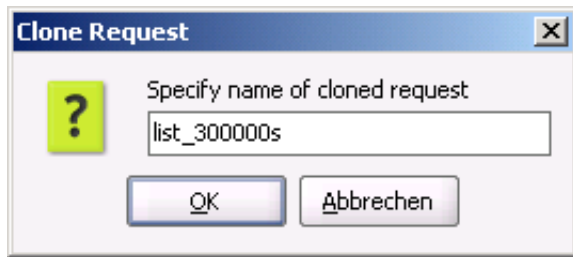 Clone Request
Specify name of cloned request
list_300000s
OK
Abbrechen